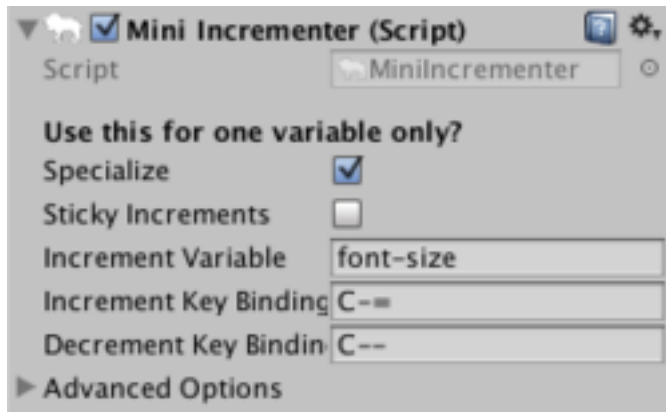 Mini Incrementer (Script)
Script MiniIncrementer
Use this for one variable only?
Specialize
Sticky Increments
Increment Variable font-size
Increment Key Binding C-=
Decrement Key Bindin C--
Advanced Options